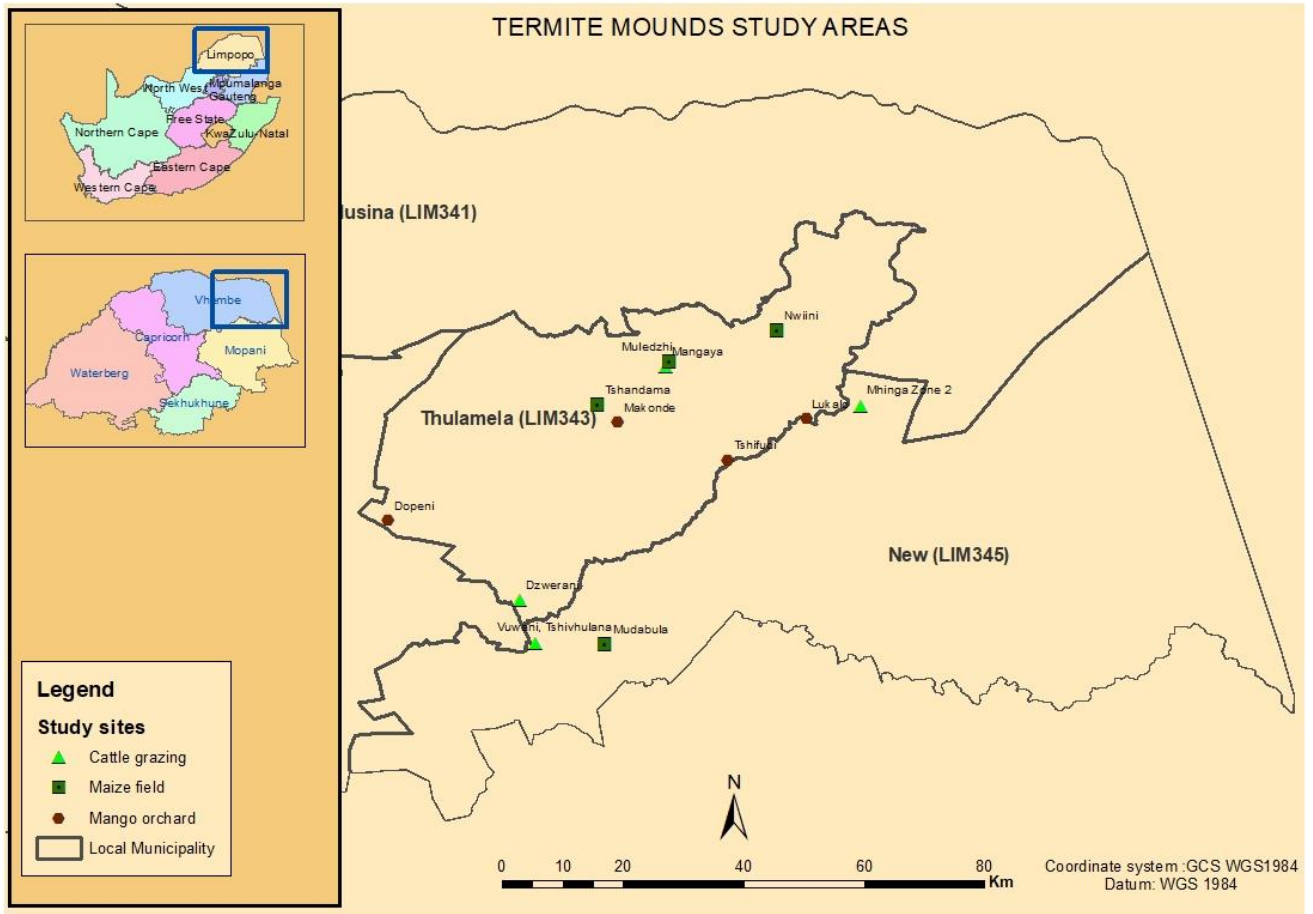 TERMITE MOUNDS STUDY AREAS
Limpopo
North West
Mpumalanga
Gauteng
Free State
Northern Cape
KwaZulu-Natal
Eastern Cape
Western Cape
Vhembe
Capricorn
Mopani
Waterberg
Sekhukhune
lusina (LIM341)
Nwiini
Muledzhi
Mangaya
Tshandama
Makonde
Thulamela (LIM343)
Mhinga Zone 2
Dopeni
New (LIM345)
Dzwerani
Vuwani, Tshivhulana
Mudabula
Legend
Study sites
Cattle grazing
Maize field
Mango orchard
Local Municipality
N
0 10 20 40 60 80
Km
Coordinate system :GCS WGS1984
Datum: WGS 1984